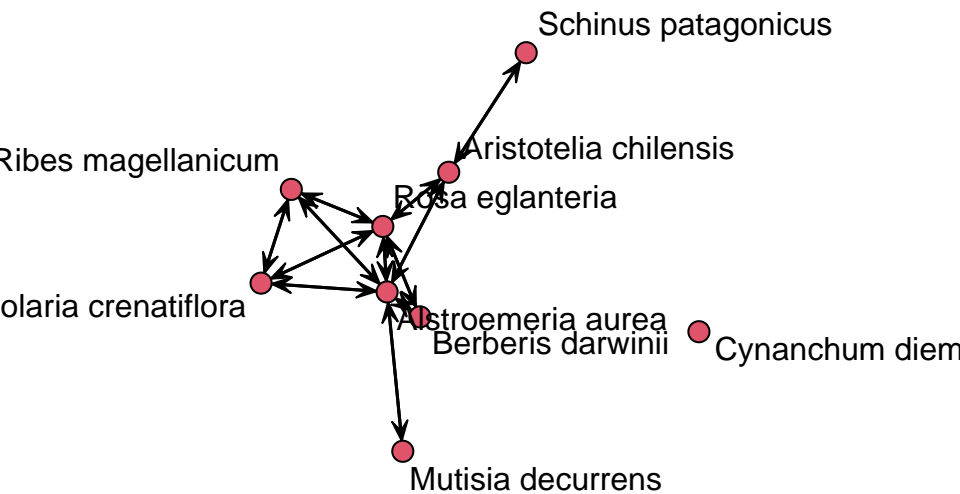 Schinus patagonicus
Aristotelia chilensis
Ribes magellanicum
Rosa eglanteria
olaria crenatiflora
Alstroemeria aurea
Berberis darwinii
Cynanchum diem
Mutisia decurrens